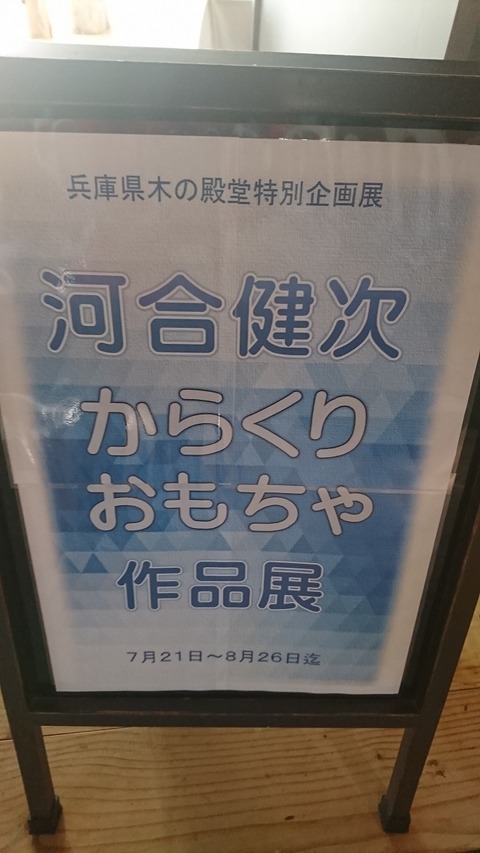 兵庫県木の殿堂特別企画展
河合健次
からくり
おもちゃ
作品展
7月21日～8月26日迄